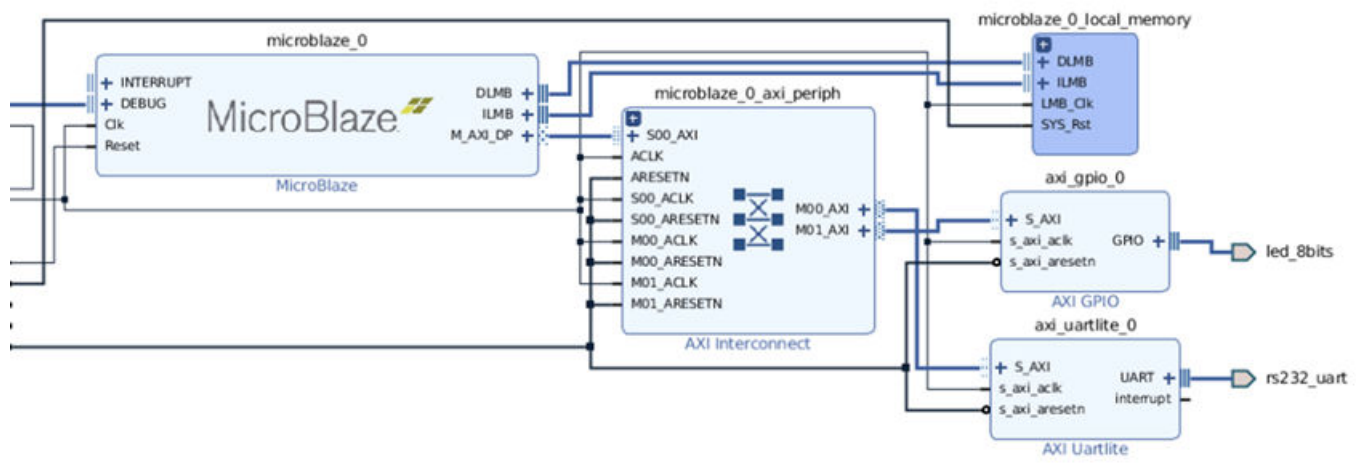 microblaze_0
INTERRUPT
DEBUG
Clk
Reset
MicroBlaze
DLMB
ILMB
M_AXI_DP
MicroBlaze
microblaze_0_axi_periph
S00_AXI
ACLK
ARESETN
S00_ACLK
S00_ARESETN
M00_ACLK
M00_ARESETN
M01_ACLK
M01_ARESETN
M00_AXI
M01_AXI
AXI Interconnect
microblaze_0_local_memory
DLMB
ILMB
LMB_Clk
SYS_Rst
axi_gpio_0
S_AXI
s_axi_aclk
s_axi_aresetn
GPIO
AXI GPIO
led_8bits
axi_uartlite_0
S_AXI
s_axi_aclk
s_axi_aresetn
UART
interrupt
AXI Uartlite
rs232_uart